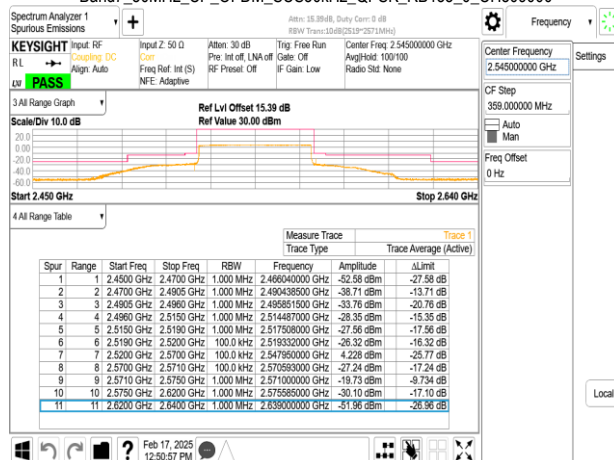 Spectrum Analyzer 1
Spurious Emissions
Atten: 15.39dB, Duty Corr: 0 dB
RBW Trans:10dB(2519~2571MHz)
Frequency
Settings
KEYSIGHT
Input: RF
Coupling: DC
Align: Auto
Input Z: 50 Ω
Corr
Freq Ref: Int (S)
NFE: Adaptive
Atten: 30 dB
Pre: Int off, LNA off
RF Preset: Off
Trig: Free Run
Gate: Off
IF Gain: Low
Center Freq: 2.545000000 GHz
Avg|Hold: 100/100
Radio Std: None
RL
LXI
PASS
Center Frequency
2.545000000 GHz
CF Step
359.000000 MHz
Auto
Man
Freq Offset
0 Hz
3 All Range Graph
Scale/Div 10.0 dB
Ref Lvl Offset 15.39 dB
Ref Value 30.00 dBm
20.0
0.00
-20.0
-40.0
-60.0
Start 2.450 GHz
Stop 2.640 GHz
4 All Range Table
Measure Trace Trace 1
Trace Type Trace Average (Active)
Spur Range Start Freq Stop Freq RBW Frequency Amplitude ΔLimit
1 1 2.4500 GHz 2.4700 GHz 1.000 MHz 2.466040000 GHz -52.58 dBm -27.58 dB
2 2 2.4700 GHz 2.4905 GHz 1.000 MHz 2.490438500 GHz -38.71 dBm -13.71 dB
3 3 2.4905 GHz 2.4960 GHz 1.000 MHz 2.495851500 GHz -33.76 dBm -20.76 dB
4 4 2.4960 GHz 2.5150 GHz 1.000 MHz 2.514487000 GHz -28.35 dBm -15.35 dB
5 5 2.5150 GHz 2.5190 GHz 1.000 MHz 2.517508000 GHz -27.56 dBm -17.56 dB
6 6 2.5190 GHz 2.5200 GHz 100.0 kHz 2.519332000 GHz -26.32 dBm -16.32 dB
7 7 2.5200 GHz 2.5700 GHz 100.0 kHz 2.547950000 GHz 4.228 dBm -25.77 dB
8 8 2.5700 GHz 2.5710 GHz 100.0 kHz 2.570593000 GHz -27.24 dBm -17.24 dB
9 9 2.5710 GHz 2.5750 GHz 1.000 MHz 2.571000000 GHz -19.73 dBm -9.734 dB
10 10 2.5750 GHz 2.6200 GHz 1.000 MHz 2.575585000 GHz -30.10 dBm -17.10 dB
11 11 2.6200 GHz 2.6400 GHz 1.000 MHz 2.639000000 GHz -51.96 dBm -26.96 dB
Local
Feb 17, 2025
12:50:57 PM